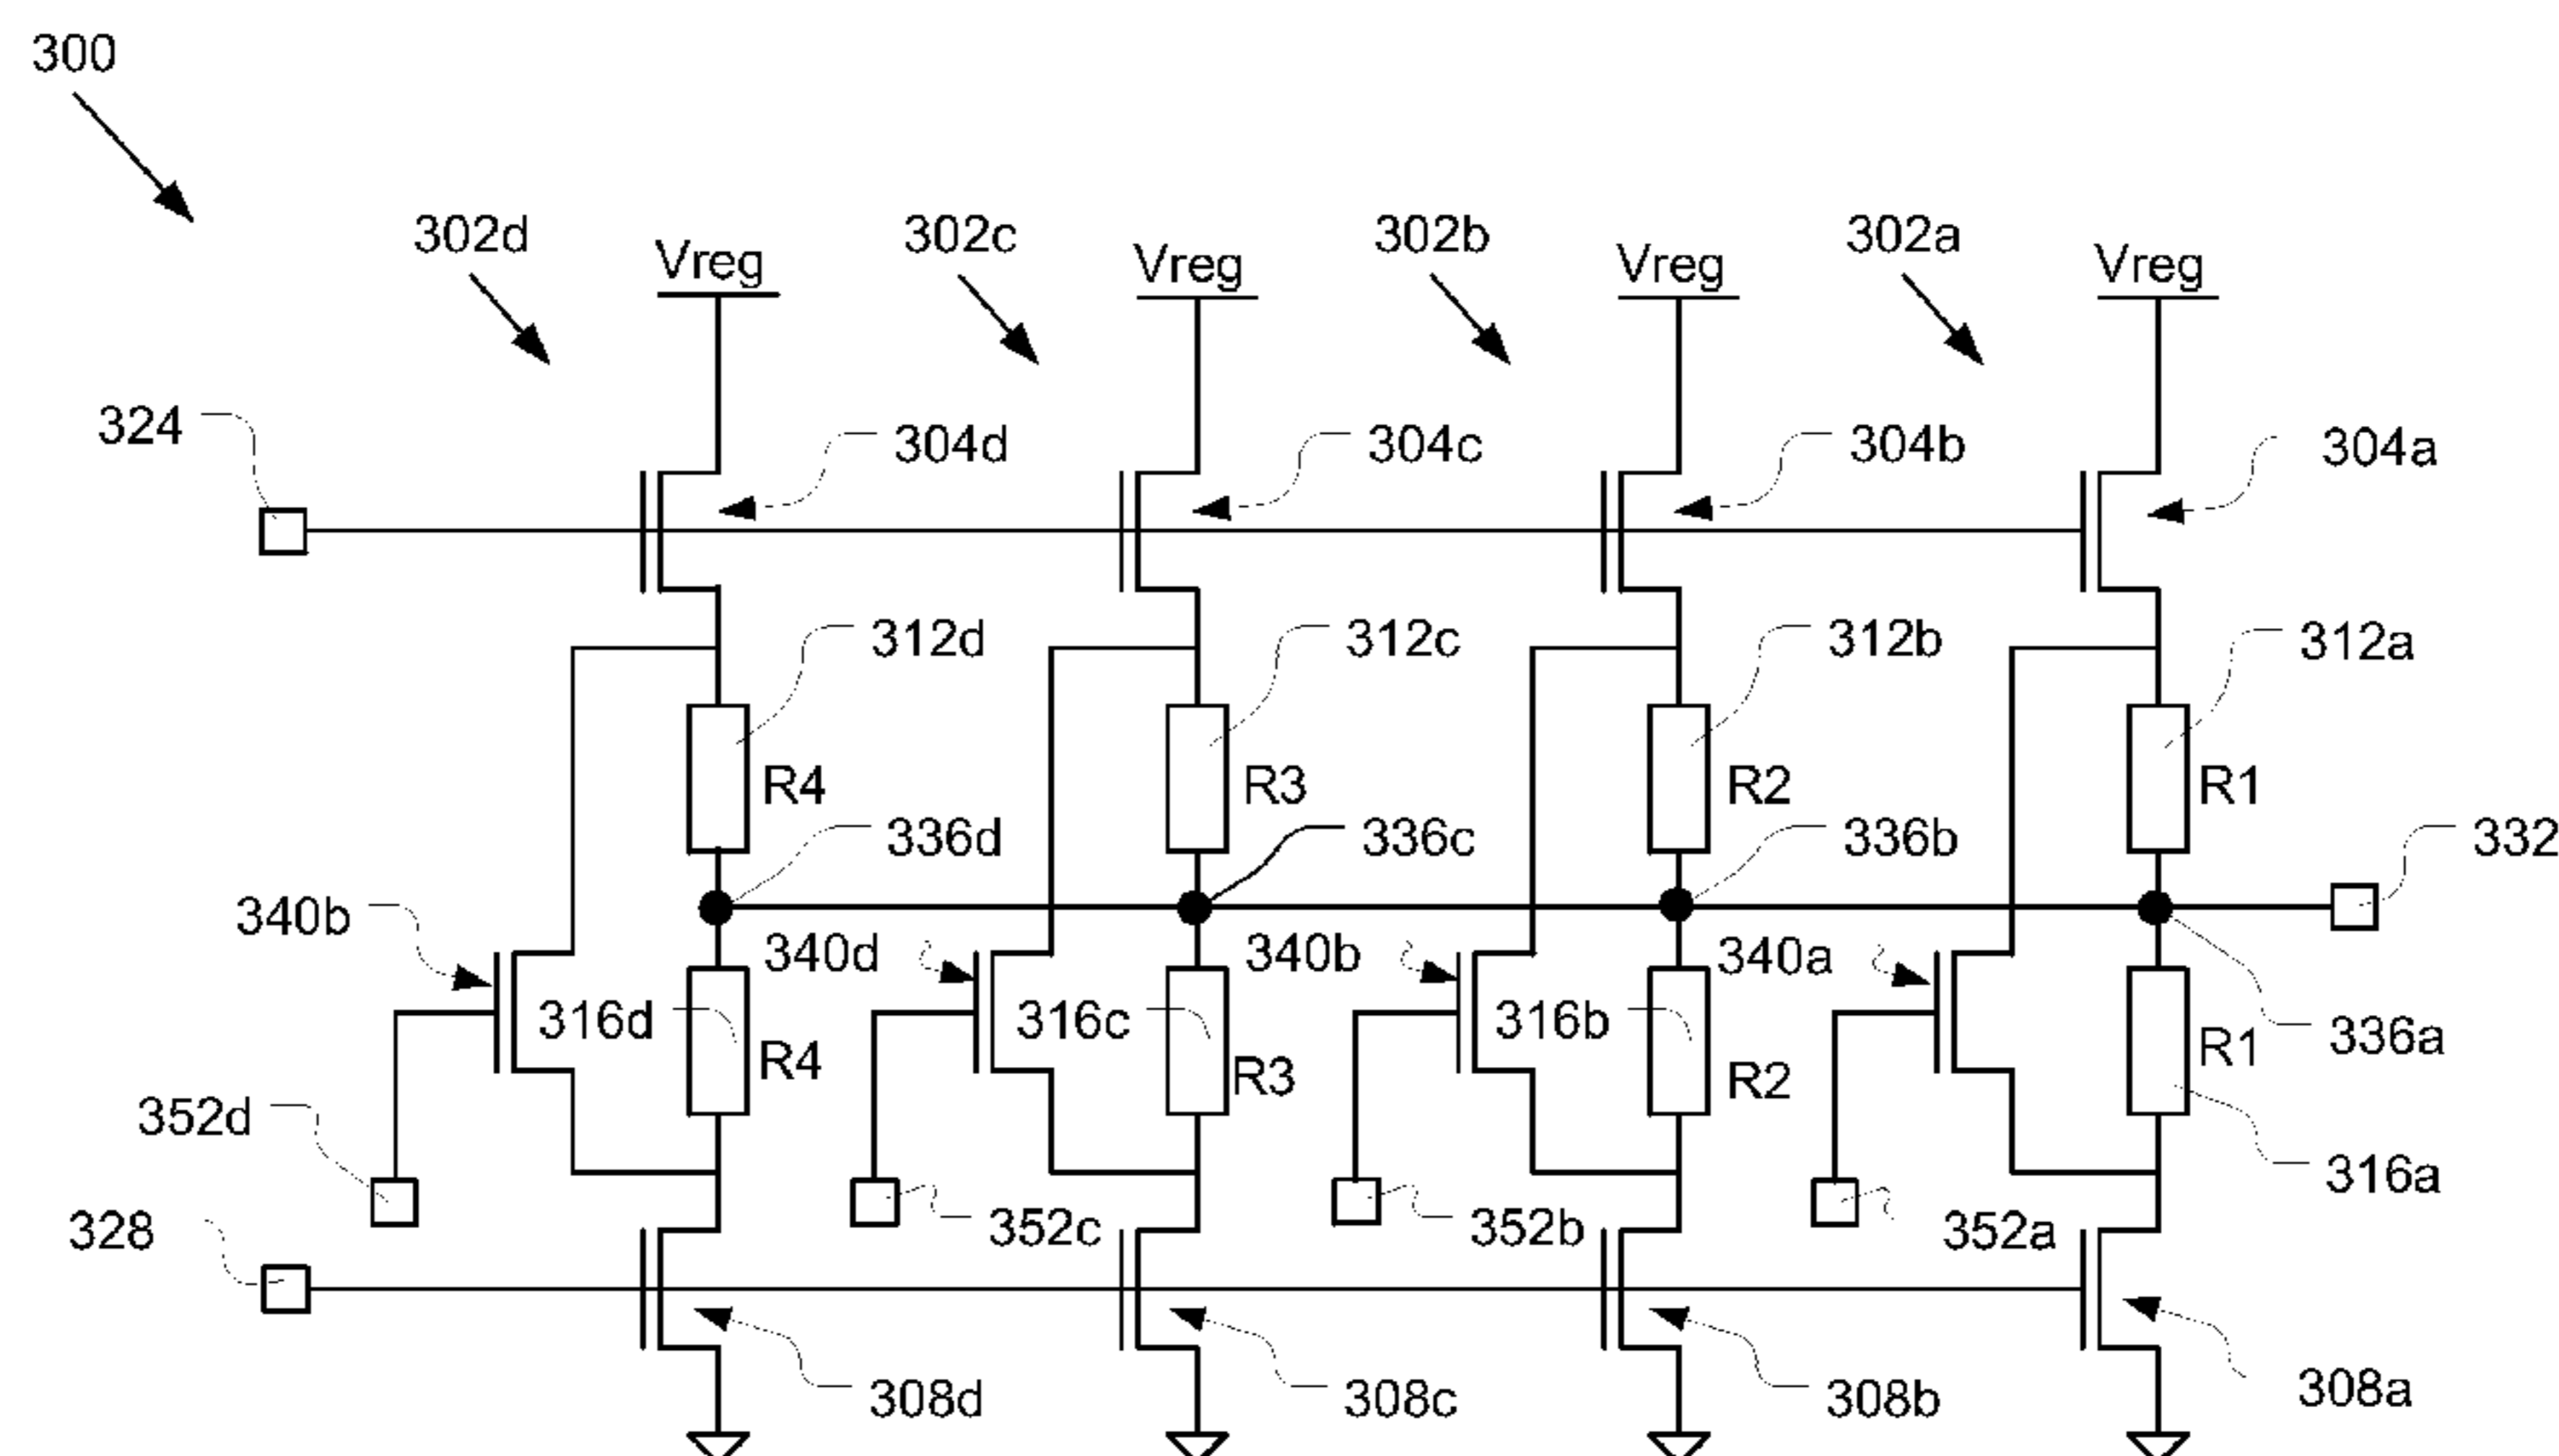 300
302d
302c
302b
302a
Vreg
Vreg
Vreg
Vreg
324
304d
304c
304b
304a
312d
312c
312b
312a
R4
R3
R2
R1
336d
336c
336b
332
340b
340d
340b
340a
316d
316c
316b
336a
R4
R3
R2
R1
352d
316a
328
352c
352b
352a
308d
308c
308b
308a